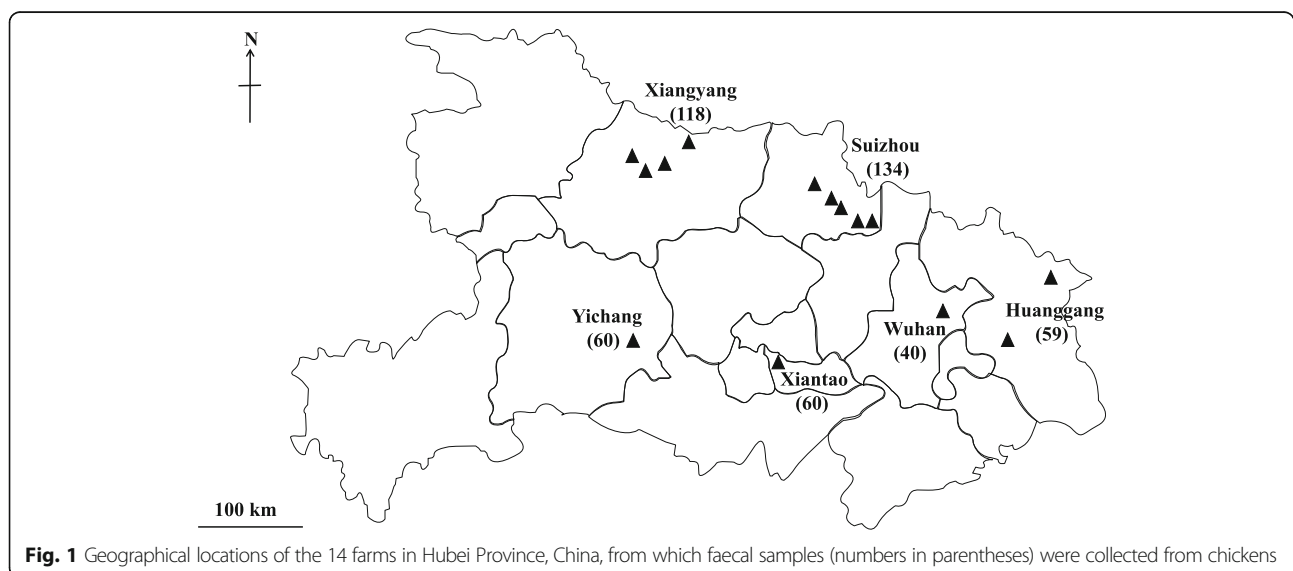 N
Xiangyang
(118)
Suizhou
(134)
Yichang
(60)
Wuhan
(40)
Huanggang
(59)
Xiantao
(60)
100 km
Fig. 1 Geographical locations of the 14 farms in Hubei Province, China, from which faecal samples (numbers in parentheses) were collected from chickens